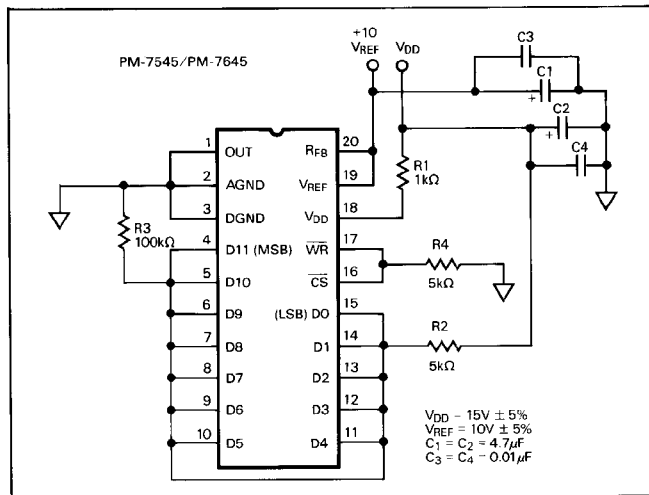 PM-7545/PM-7645
+10
VREF
VDD
C3
C1
+
C2
+
C4
R1
1kΩ
1 OUT RFB 20
2 AGND VREF 19
3 DGND VDD 18
4 D11 (MSB) WR 17
5 D10 CS 16
6 D9 (LSB) D0 15
7 D8 D1 14
8 D7 D2 13
9 D6 D3 12
10 D5 D4 11
R3
100kΩ
R4
5kΩ
R2
5kΩ
VDD – 15V ± 5%
VREF = 10V ± 5%
C1 = C2 = 4.7μF
C3 = C4 – 0.01μF